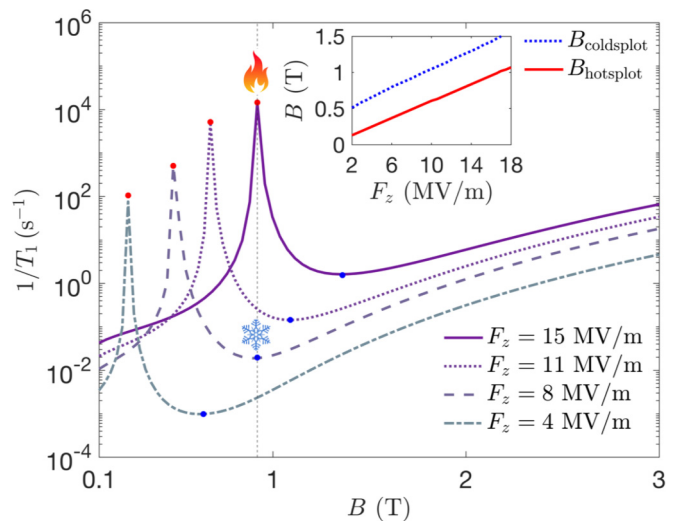 10^6
10^4
10^2
10^0
10^{-2}
10^{-4}
1/T_1 (s^{-1})
0.1
1
2
3
B (T)
1.5
1
0.5
0
B (T)
2
6
10
14
18
F_z (MV/m)
B_coldsplot
B_hotsplot
F_z = 15 MV/m
F_z = 11 MV/m
F_z = 8 MV/m
F_z = 4 MV/m